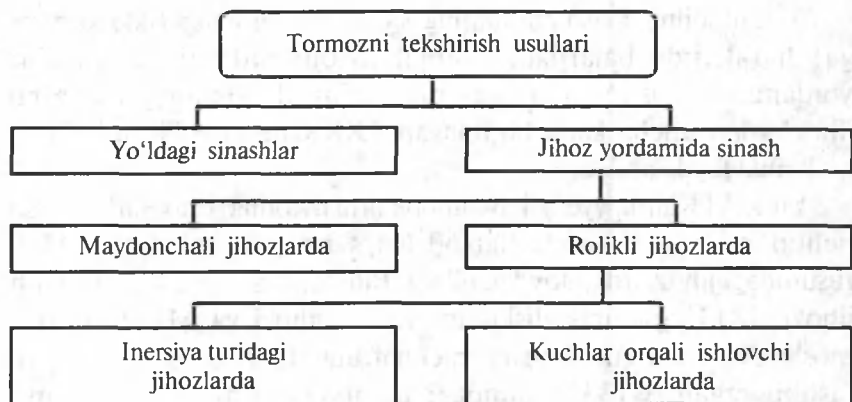 Tormozni tekshirish usullari
Yo‘ldagi sinashlar
Jihoz yordamida sinash
Maydonchali jihozlarda
Rolikli jihozlarda
Inersiya turidagi
jihozlarda
Kuchlar orqali ishlovchi
jihozlarda